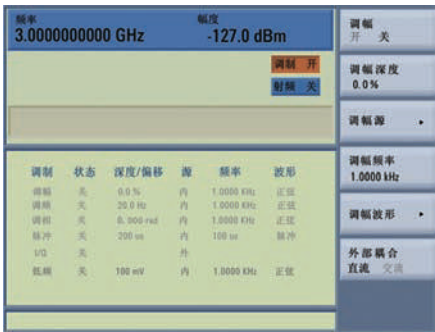 频率 幅度
3.0000000000 GHz -127.0 dBm
调制 开
射频 关
调制 状态 深度/偏移 源 频率 波形
调幅 关 0.0 % 内 1.0000 KHz 正弦
调频 关 20.0 Hz 内 1.0000 KHz 正弦
调相 关 0.000 rad 内 1.0000 KHz 正弦
脉冲 关 200 us 内 100 us 脉冲
I/Q 关 外
低频 关 100 mV 内 1.0000 KHz 正弦
调幅
开 关
调幅深度
0.0%
调幅源
调幅频率
1.0000 kHz
调幅波形
外部耦合
直流 交流